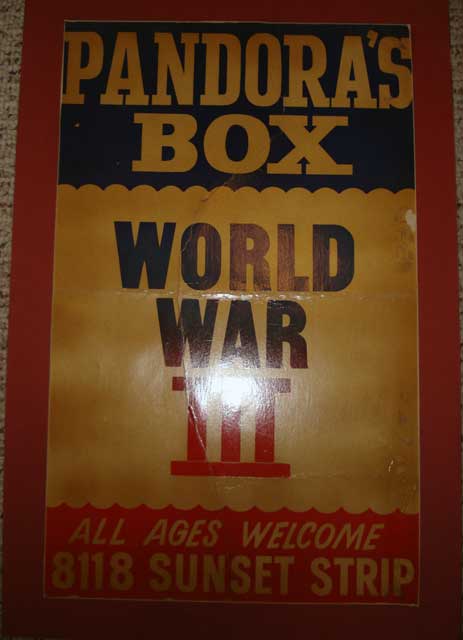 PANDORA'S
BOX
WORLD
WAR
III
ALL AGES WELCOME
8118 SUNSET STRIP